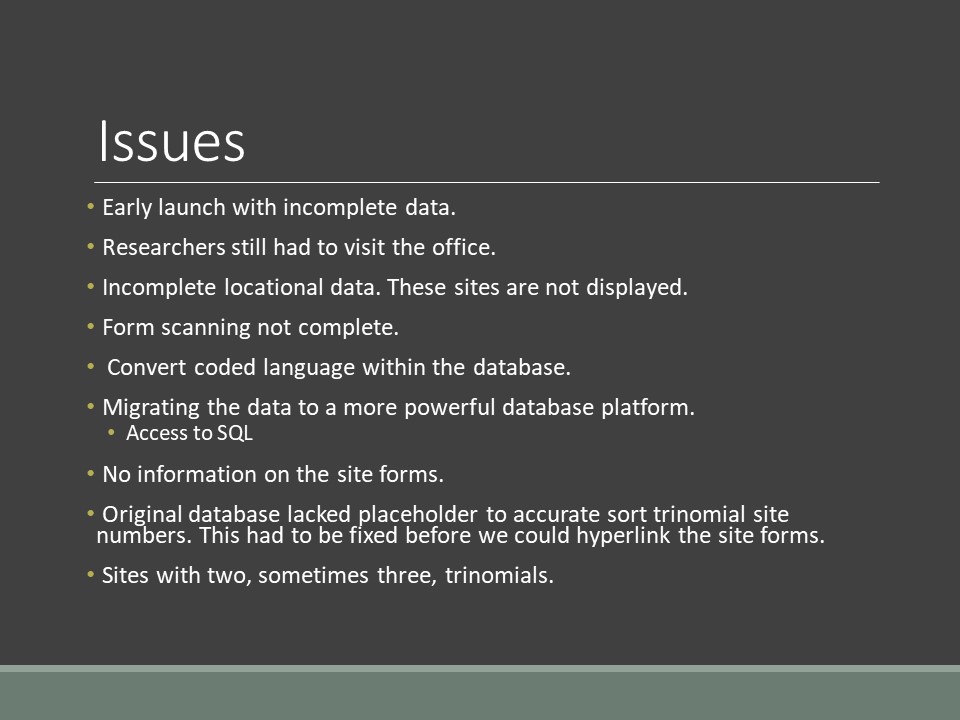 Issues
• Early launch with incomplete data.
• Researchers still had to visit the office.
• Incomplete locational data. These sites are not displayed.
• Form scanning not complete.
• Convert coded language within the database.
• Migrating the data to a more powerful database platform.
• Access to SQL
• No information on the site forms.
• Original database lacked placeholder to accurate sort trinomial site
numbers. This had to be fixed before we could hyperlink the site forms.
• Sites with two, sometimes three, trinomials.